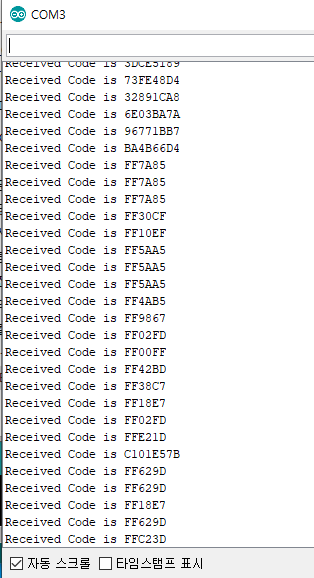 COM3
Received Code is 3DCE5189
Received Code is 73FE48D4
Received Code is 32891CA8
Received Code is 6E03BA7A
Received Code is 96771BB7
Received Code is BA4B66D4
Received Code is FF7A85
Received Code is FF7A85
Received Code is FF7A85
Received Code is FF30CF
Received Code is FF10EF
Received Code is FF5AA5
Received Code is FF5AA5
Received Code is FF5AA5
Received Code is FF4AB5
Received Code is FF9867
Received Code is FF02FD
Received Code is FF00FF
Received Code is FF42BD
Received Code is FF38C7
Received Code is FF18E7
Received Code is FF02FD
Received Code is FFE21D
Received Code is C101E57B
Received Code is FF629D
Received Code is FF629D
Received Code is FF18E7
Received Code is FF629D
Received Code is FFC23D
자동 스크롤 타임스탬프 표시